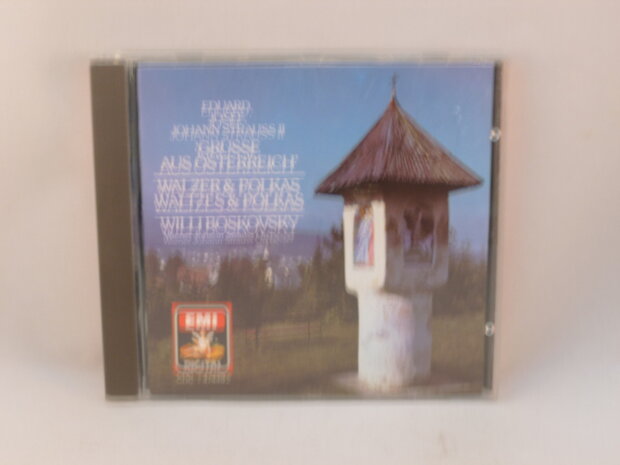 EDUARD,
JOSEF
JOHANN STRAUSS II
'GRÜSSE
AUS ÖSTERREICH'
WALZER & POLKAS
WALTZES & POLKAS
WILLI BOSKOVSKY
EMI
DIGITAL